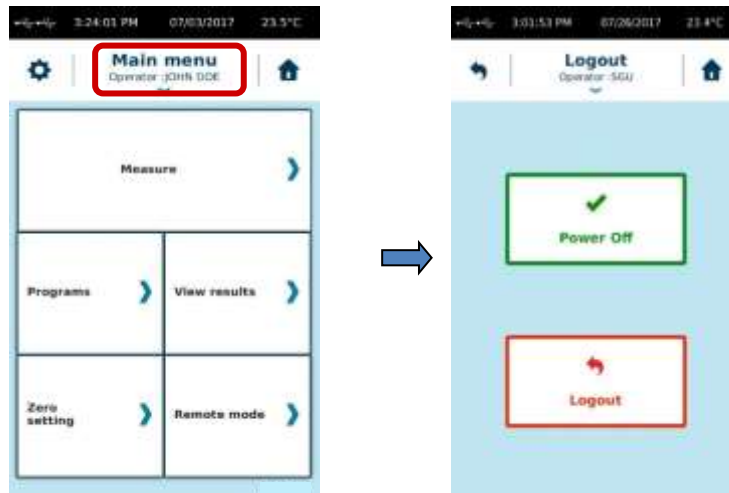 3:24:01 PM 07/03/2017 23.5°C
Main menu
Operator :JOHN DOE
Measure
Programs
View results
Zero
setting
Remote mode
3:01:53 PM 07/26/2017 23.4°C
Logout
Operator :SGU
Power Off
Logout